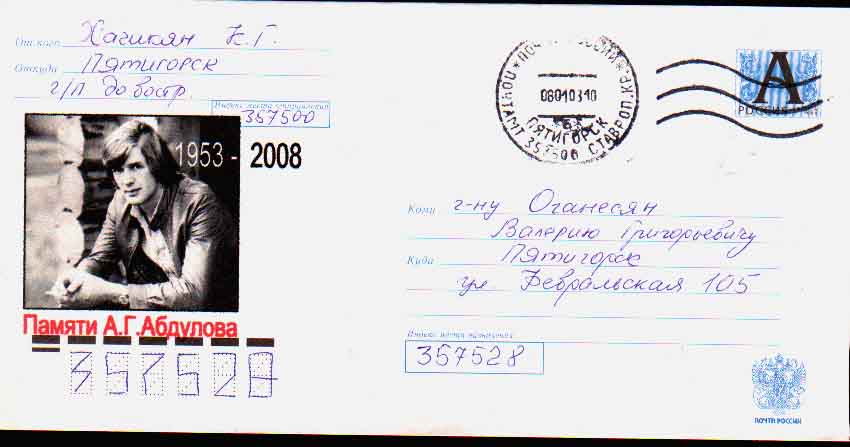 От кого Хачикян К.Г.
Откуда Пятигорск
г/п до востр.
Индекс места отправления
357500
1953 - 2008
Памяти А.Г.Абдулова
357528
ПОЧТА РОССИИ
080103.10
ПЯТИГОРСК
ПОЧТАМТ 357500 СТАВРОП.КР.
А
РОССИЯ
Кому г-ну Оганесян
Валерию Григорьевичу
Куда Пятигорск
ул Февральская 105
Индекс места назначения
357528
ПОЧТА РОССИИ